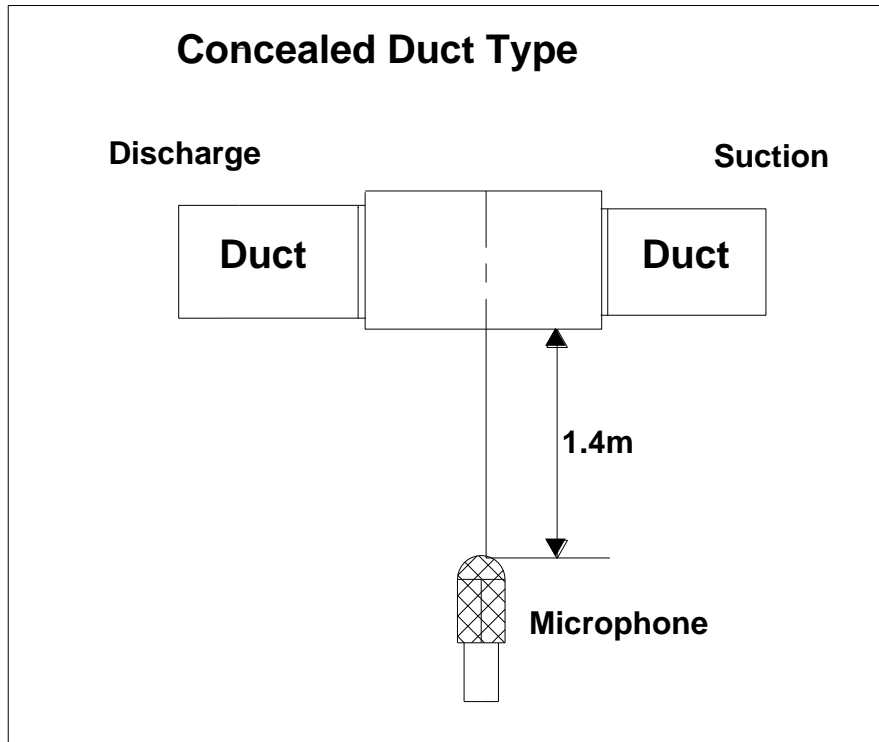 Concealed Duct Type
Discharge
Suction
Duct
Duct
1.4m
Microphone